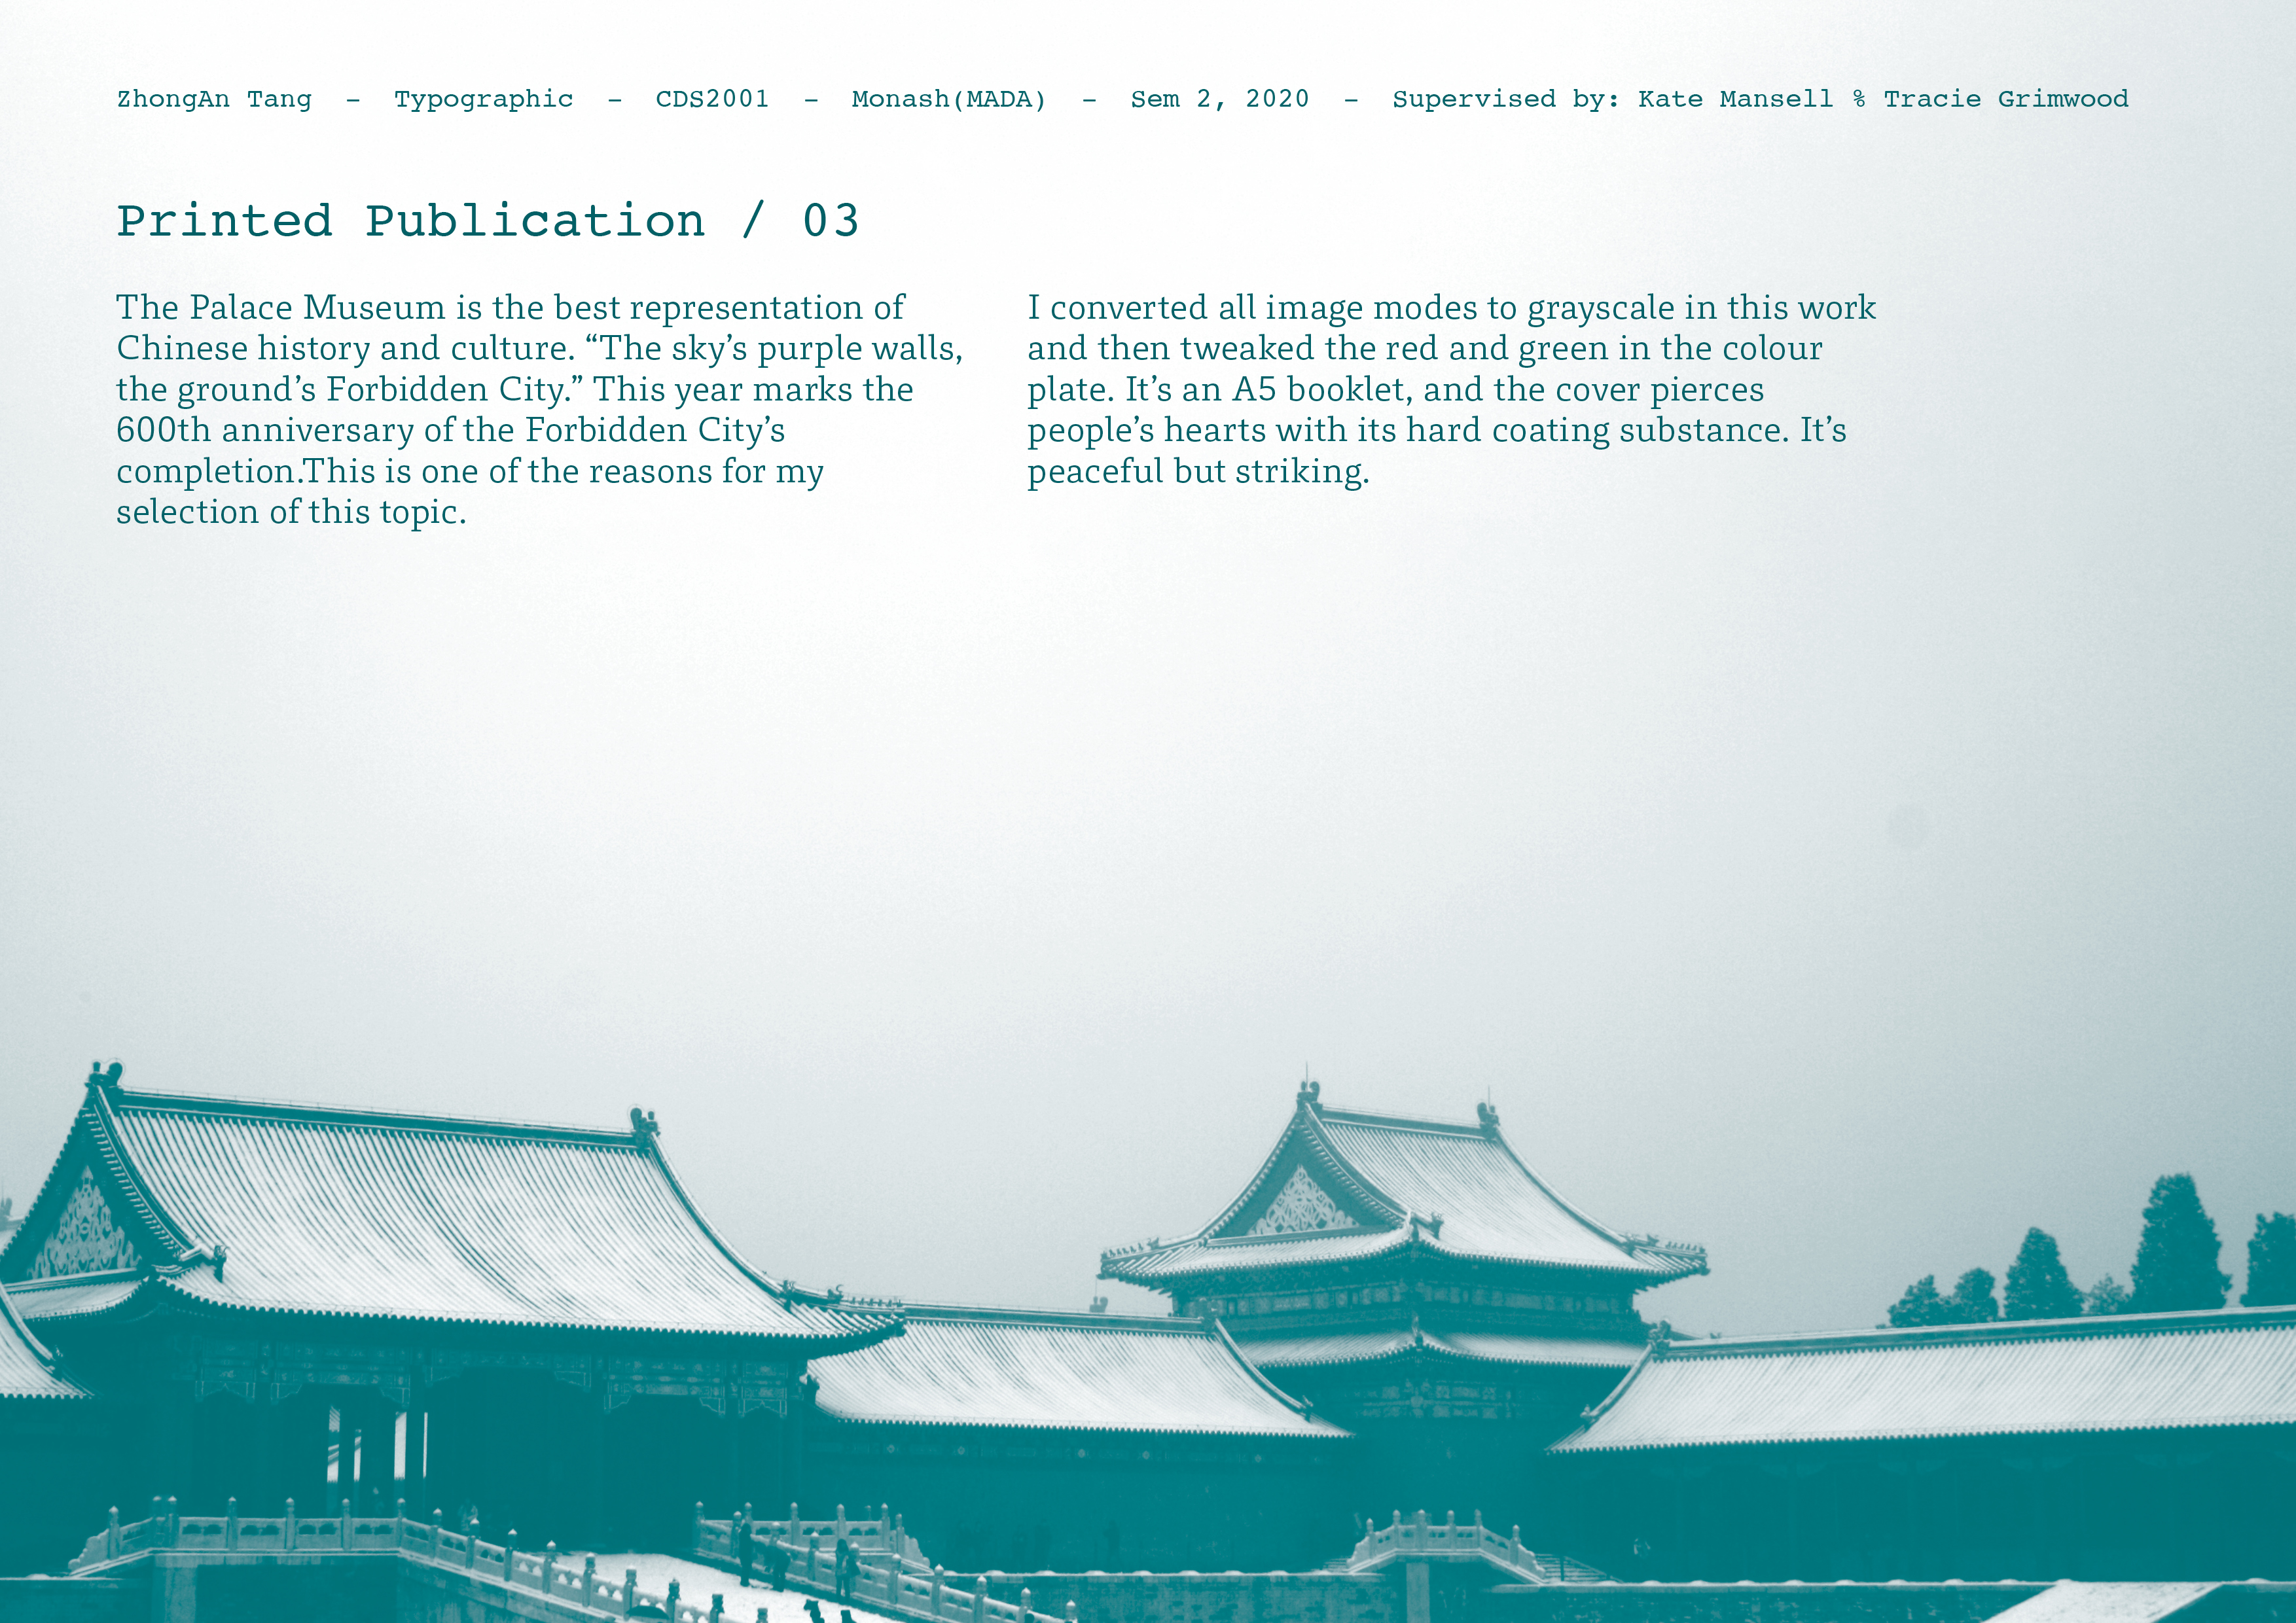 ZhongAn Tang – Typographic – CDS2001 – Monash(MADA) – Sem 2, 2020 – Supervised by: Kate Mansell % Tracie Grimwood
Printed Publication / 03
The Palace Museum is the best representation of
Chinese history and culture. “The sky’s purple walls,
the ground’s Forbidden City.” This year marks the
600th anniversary of the Forbidden City’s
completion.This is one of the reasons for my
selection of this topic.
I converted all image modes to grayscale in this work
and then tweaked the red and green in the colour
plate. It’s an A5 booklet, and the cover pierces
people’s hearts with its hard coating substance. It’s
peaceful but striking.